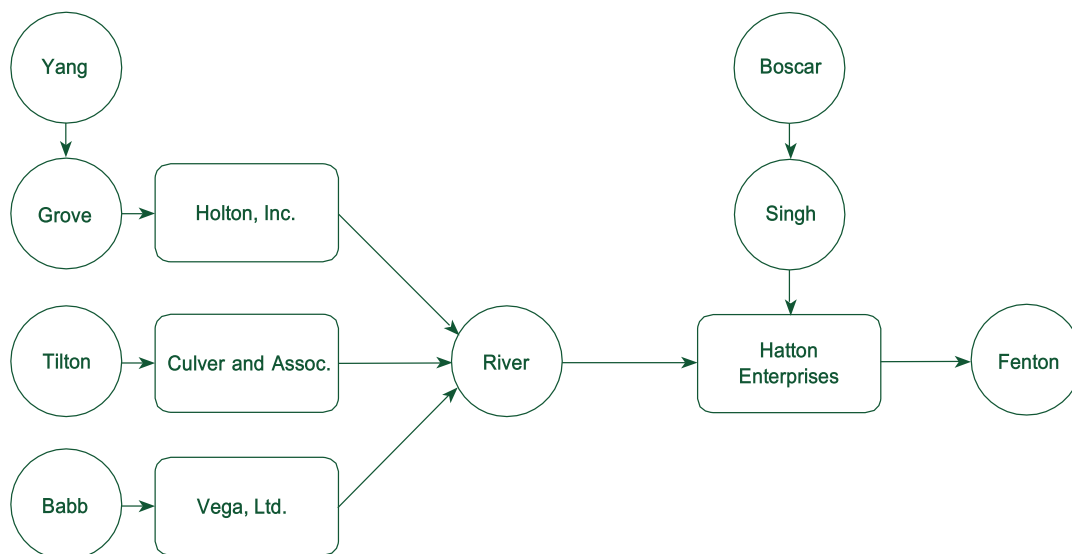 Yang
Boscar
Grove
Holton, Inc.
Singh
Tilton
Culver and Assoc.
River
Hatton
Enterprises
Fenton
Babb
Vega, Ltd.